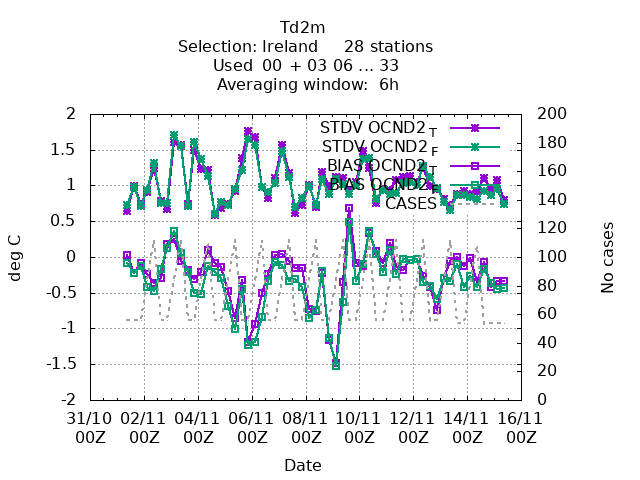 Td2m
Selection: Ireland 28 stations
Used 00 + 03 06 ... 33
Averaging window: 6h
STDV OCND2 T
STDV OCND2 F
BIAS OCND2 T
BIAS OCND2 F
CASES
2
1.5
1
0.5
0
-0.5
-1
-1.5
-2
deg C
200
180
160
140
120
100
80
60
40
20
0
No cases
31/10 02/11 04/11 06/11 08/11 10/11 12/11 14/11 16/11
00Z 00Z 00Z 00Z 00Z 00Z 00Z 00Z 00Z
Date